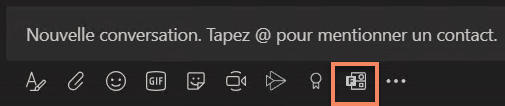 Nouvelle conversation. Tapez @ pour mentionner un contact.
GIF